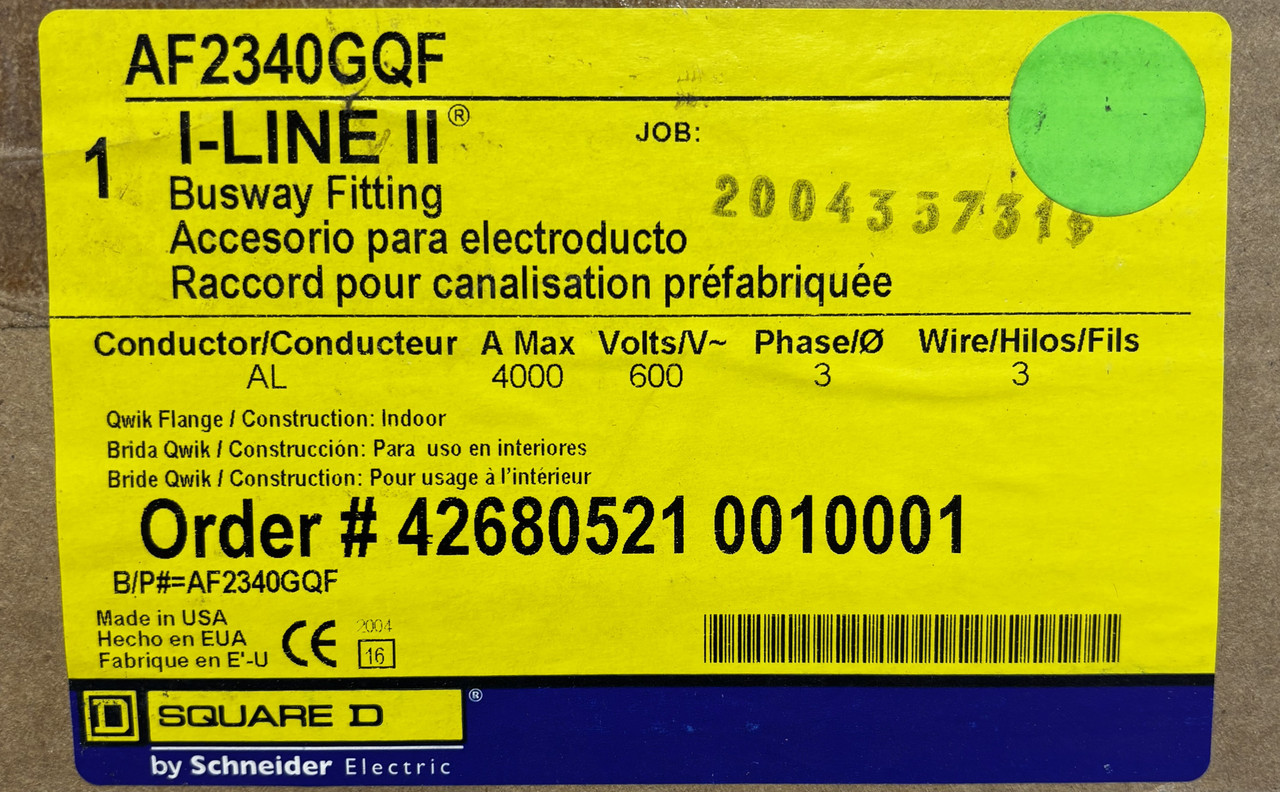 AF2340GQF
1
I-LINE II®
JOB:
Busway Fitting
Accesorio para electroducto
Raccord pour canalisation préfabriquée
Conductor/Conducteur A Max Volts/V~ Phase/Ø Wire/Hilos/Fils
AL 4000 600 3 3
Qwik Flange / Construction: Indoor
Brida Qwik / Construcción: Para uso en interiores
Bride Qwik / Construction: Pour usage à l'intérieur
Order # 42680521 0010001
B/P#=AF2340GQF
Made in USA
Hecho en EUA
Fabrique en E'-U
CE
2004
16
SQUARE D®
by Schneider Electric